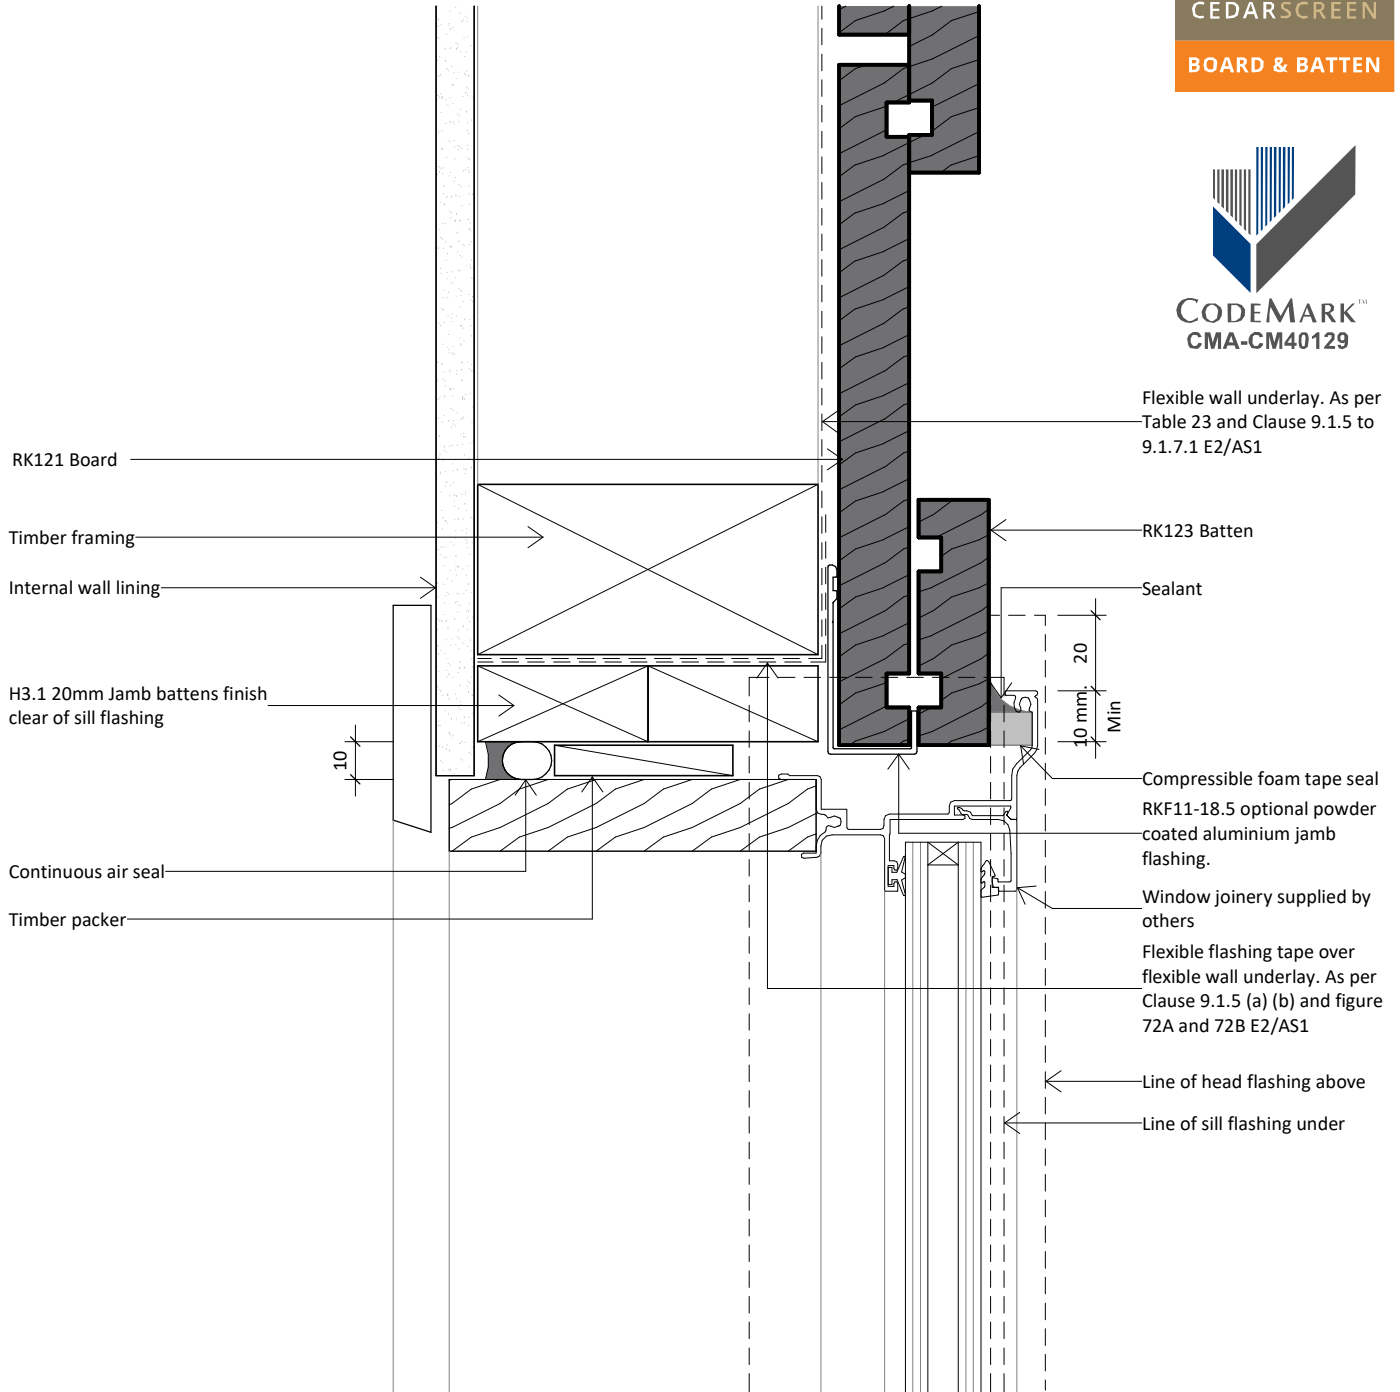 CEDARSCREEN
BOARD & BATTEN
CODEMARK™
CMA-CM40129
Flexible wall underlay. As per
Table 23 and Clause 9.1.5 to
9.1.7.1 E2/AS1
RK121 Board
Timber framing
RK123 Batten
Internal wall lining
Sealant
20
H3.1 20mm Jamb battens finish
clear of sill flashing
10 mm.
Min
10
Compressible foam tape seal
RKF11-18.5 optional powder
coated aluminium jamb
flashing.
Continuous air seal
Window joinery supplied by
others
Timber packer
Flexible flashing tape over
flexible wall underlay. As per
Clause 9.1.5 (a) (b) and figure
72A and 72B E2/AS1
Line of head flashing above
Line of sill flashing under